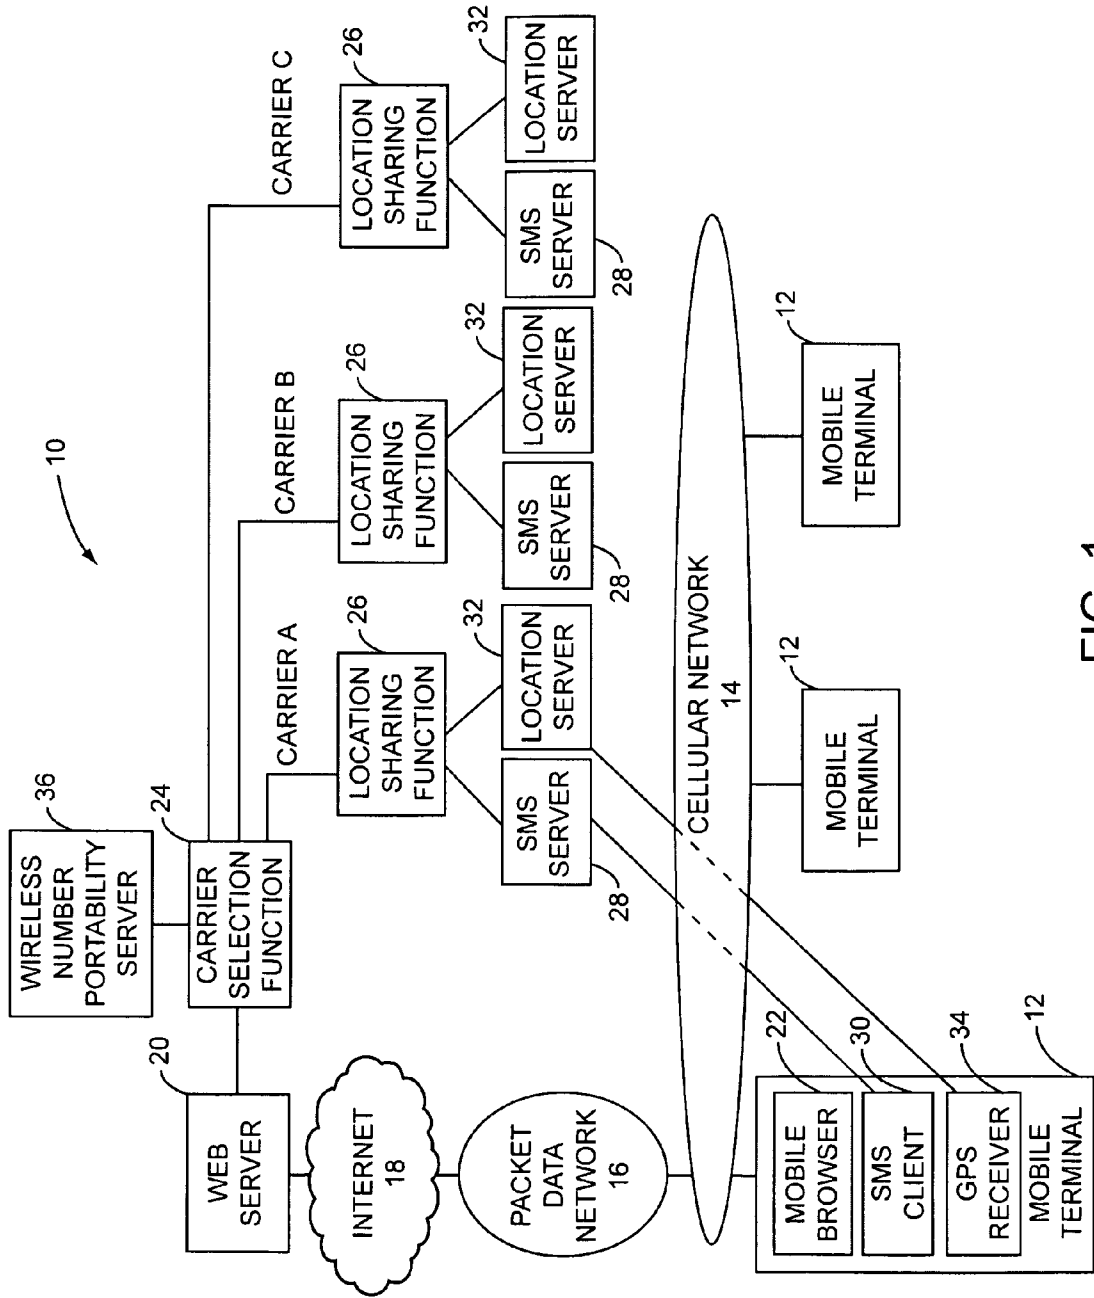 10
WIRELESS
NUMBER
PORTABILITY
SERVER
36
WEB
SERVER
20
CARRIER
SELECTION
FUNCTION
24
CARRIER A
CARRIER B
CARRIER C
INTERNET
18
LOCATION
SHARING
FUNCTION
26
LOCATION
SHARING
FUNCTION
26
LOCATION
SHARING
FUNCTION
26
PACKET
DATA
NETWORK
16
SMS
SERVER
28
LOCATION
SERVER
32
SMS
SERVER
28
LOCATION
SERVER
32
SMS
SERVER
28
LOCATION
SERVER
32
CELLULAR NETWORK
14
MOBILE
BROWSER
22
SMS
CLIENT
30
GPS
RECEIVER
34
MOBILE
TERMINAL
12
MOBILE
TERMINAL
12
MOBILE
TERMINAL
12
FIG. 1